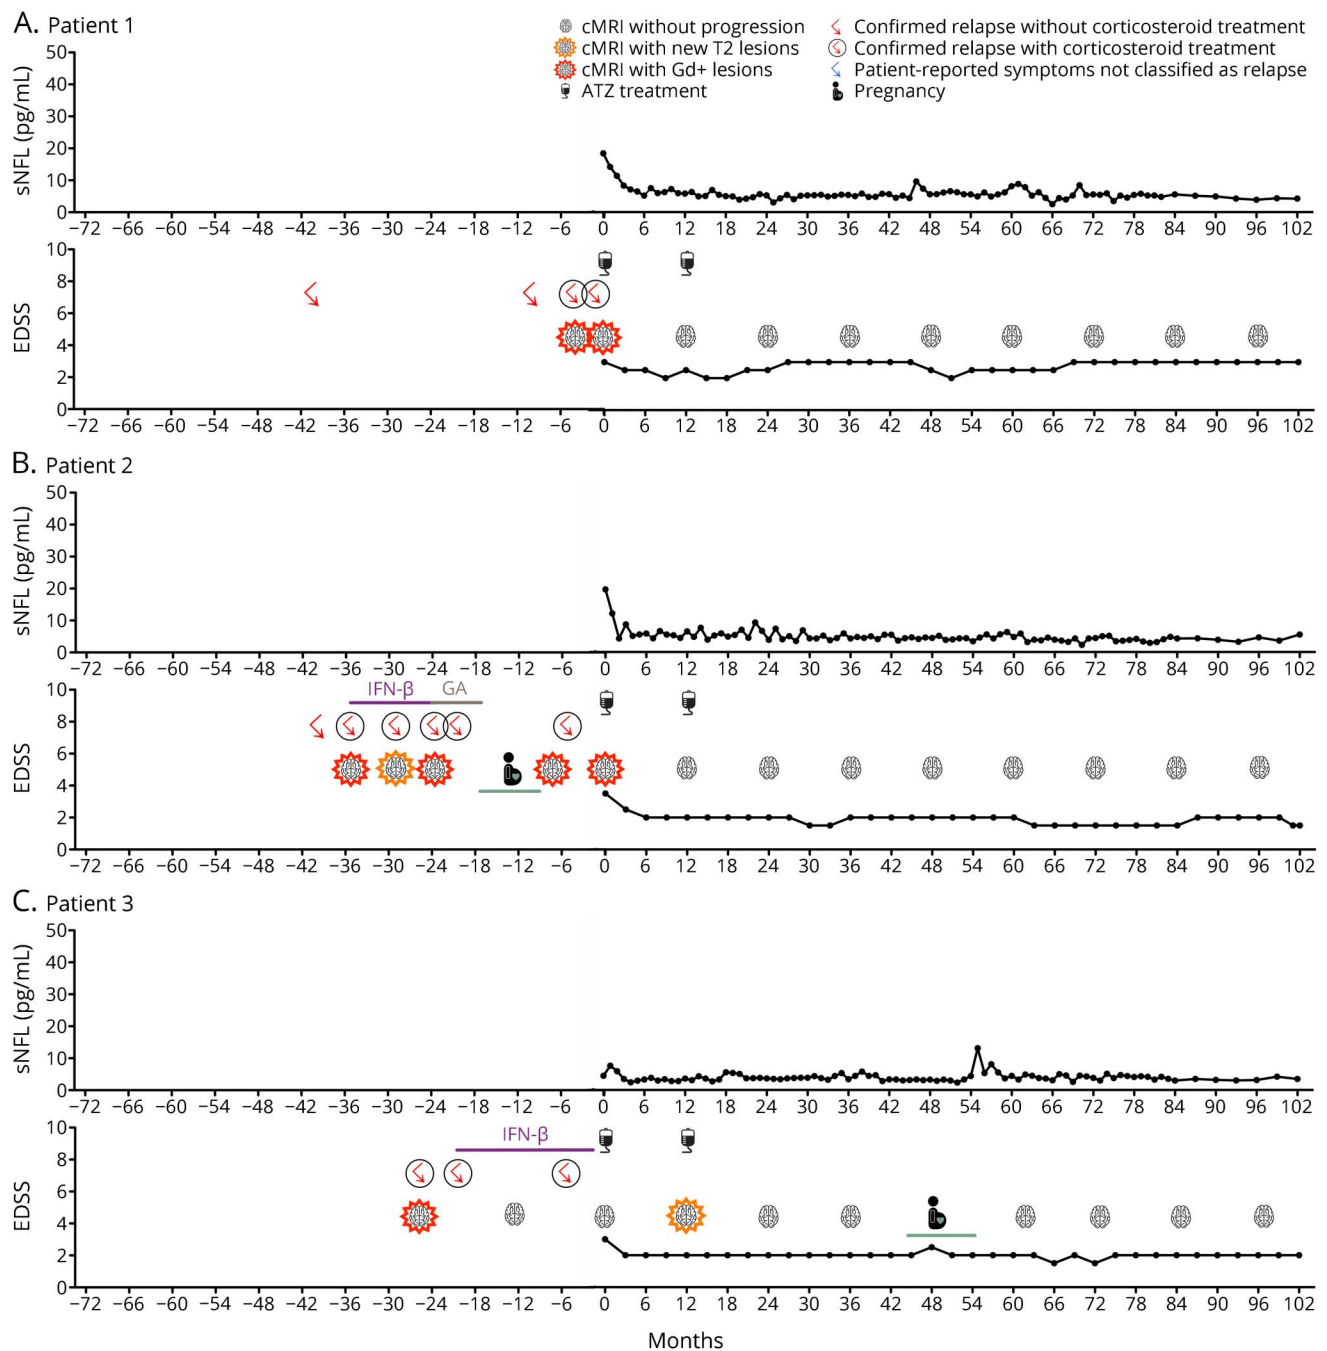 A. Patient 1
cMRI without progression
cMRI with new T2 lesions
cMRI with Gd+ lesions
ATZ treatment
Confirmed relapse without corticosteroid treatment
Confirmed relapse with corticosteroid treatment
Patient-reported symptoms not classified as relapse
Pregnancy
sNFL (pg/mL)
50
40
30
20
10
0
−72 −66 −60 −54 −48 −42 −36 −30 −24 −18 −12 −6 0 6 12 18 24 30 36 42 48 54 60 66 72 78 84 90 96 102
EDSS
10
8
6
4
2
0
−72 −66 −60 −54 −48 −42 −36 −30 −24 −18 −12 −6 0 6 12 18 24 30 36 42 48 54 60 66 72 78 84 90 96 102
B. Patient 2
sNFL (pg/mL)
50
40
30
20
10
0
−72 −66 −60 −54 −48 −42 −36 −30 −24 −18 −12 −6 0 6 12 18 24 30 36 42 48 54 60 66 72 78 84 90 96 102
EDSS
10
8
6
4
2
0
IFN-β GA
−72 −66 −60 −54 −48 −42 −36 −30 −24 −18 −12 −6 0 6 12 18 24 30 36 42 48 54 60 66 72 78 84 90 96 102
C. Patient 3
sNFL (pg/mL)
50
40
30
20
10
0
−72 −66 −60 −54 −48 −42 −36 −30 −24 −18 −12 −6 0 6 12 18 24 30 36 42 48 54 60 66 72 78 84 90 96 102
EDSS
10
8
6
4
2
0
IFN-β
−72 −66 −60 −54 −48 −42 −36 −30 −24 −18 −12 −6 0 6 12 18 24 30 36 42 48 54 60 66 72 78 84 90 96 102
Months